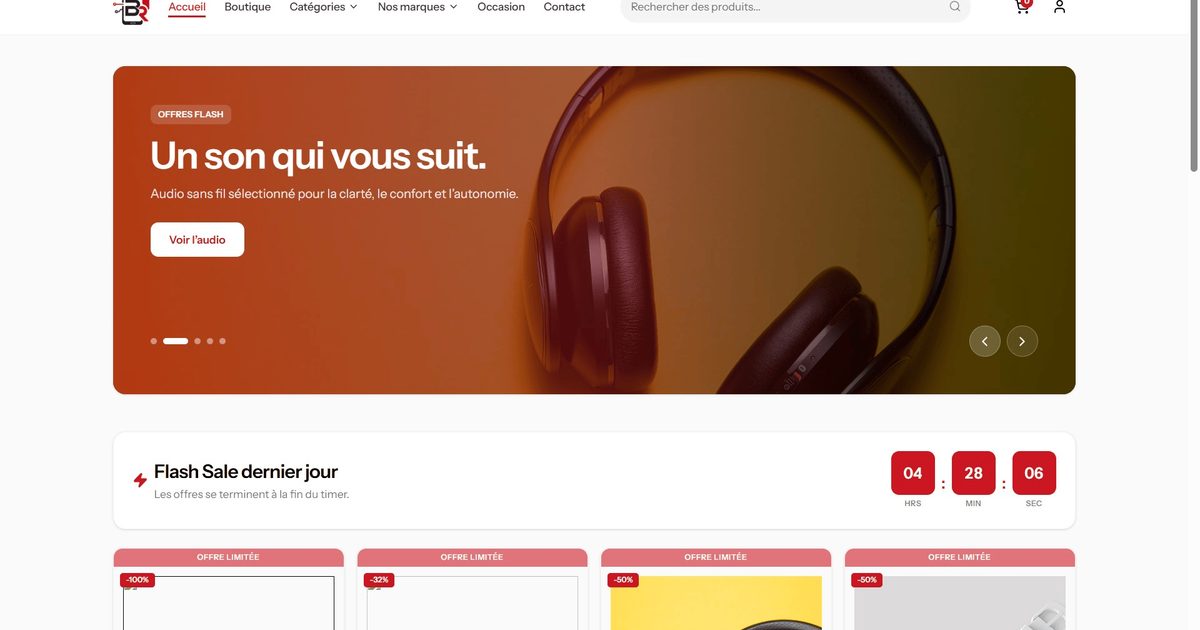 BR
Accueil Boutique Catégories Nos marques Occasion Contact Rechercher des produits... 0
OFFRES FLASH
Un son qui vous suit.
Audio sans fil sélectionné pour la clarté, le confort et l'autonomie.
Voir l'audio
Flash Sale dernier jour
Les offres se terminent à la fin du timer.
04 : 28 : 06
HRS MIN SEC
OFFRE LIMITÉE OFFRE LIMITÉE OFFRE LIMITÉE OFFRE LIMITÉE
-100% -32% -50% -50%